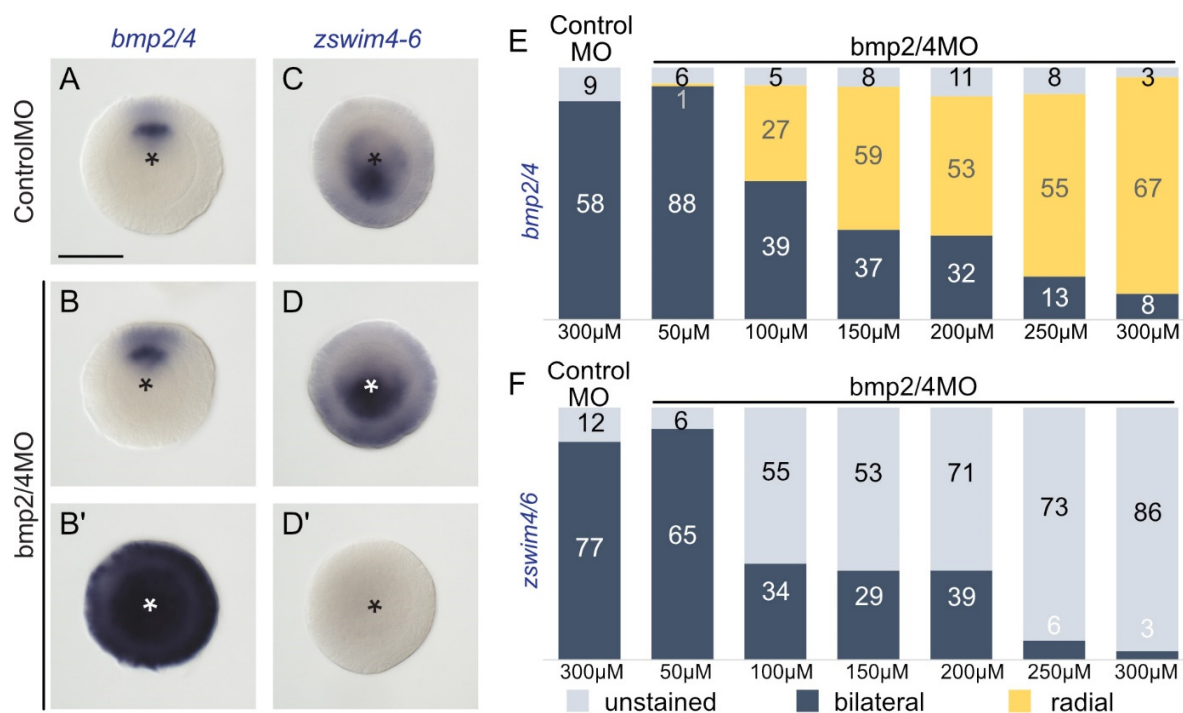 bmp2/4 zswim4-6
ControlMO
A
*
C
*
bmp2/4MO
B
*
D
*
B'
*
D'
*
E
Control
MO
bmp2/4MO
bmp2/4
9 6 5 8 11 8 3
1
27 59 53 55 67
58 88 39 37 32 13 8
300µM 50µM 100µM 150µM 200µM 250µM 300µM
F
Control
MO
bmp2/4MO
zswim4/6
12 6 55 53 71 73 86
77 65 34 29 39 6 3
300µM 50µM 100µM 150µM 200µM 250µM 300µM
unstained bilateral radial